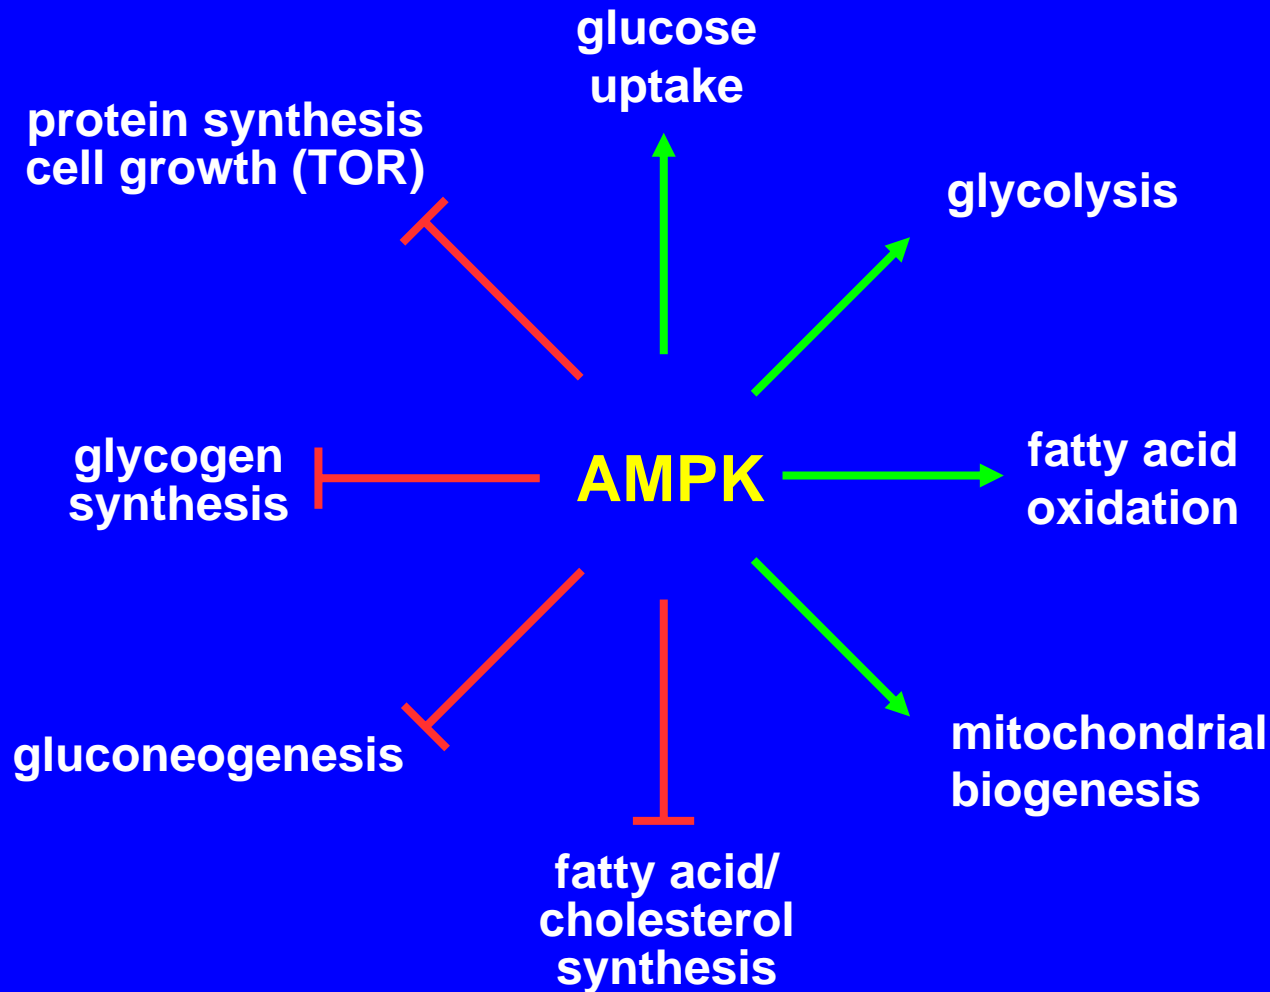 glucose
uptake
protein synthesis
cell growth (TOR)
glycolysis
glycogen
synthesis
AMPK
fatty acid
oxidation
gluconeogenesis
mitochondrial
biogenesis
fatty acid/
cholesterol
synthesis